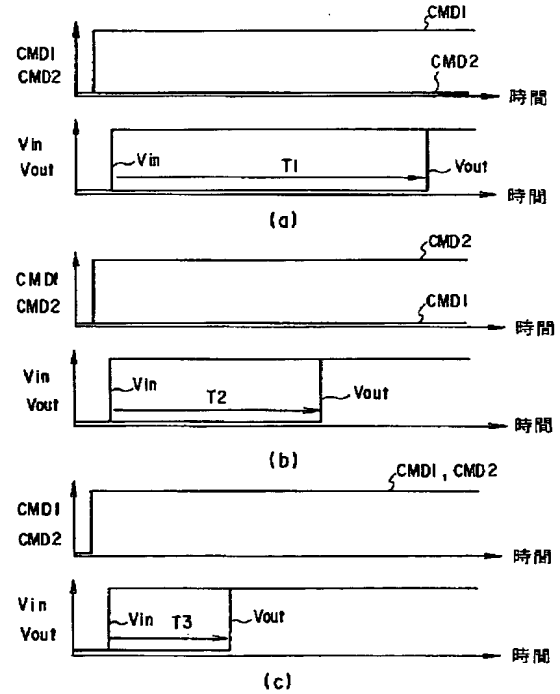 CMD1
CMD1
CMD2
CMD2
時間
Vin
Vout
Vin
T1
Vout
時間
(a)
CMD2
CMD1
CMD2
CMD1
時間
Vin
Vout
Vin
T2
Vout
時間
(b)
CMD1, CMD2
CMD1
CMD2
時間
Vin
Vout
Vin
T3
Vout
時間
(c)